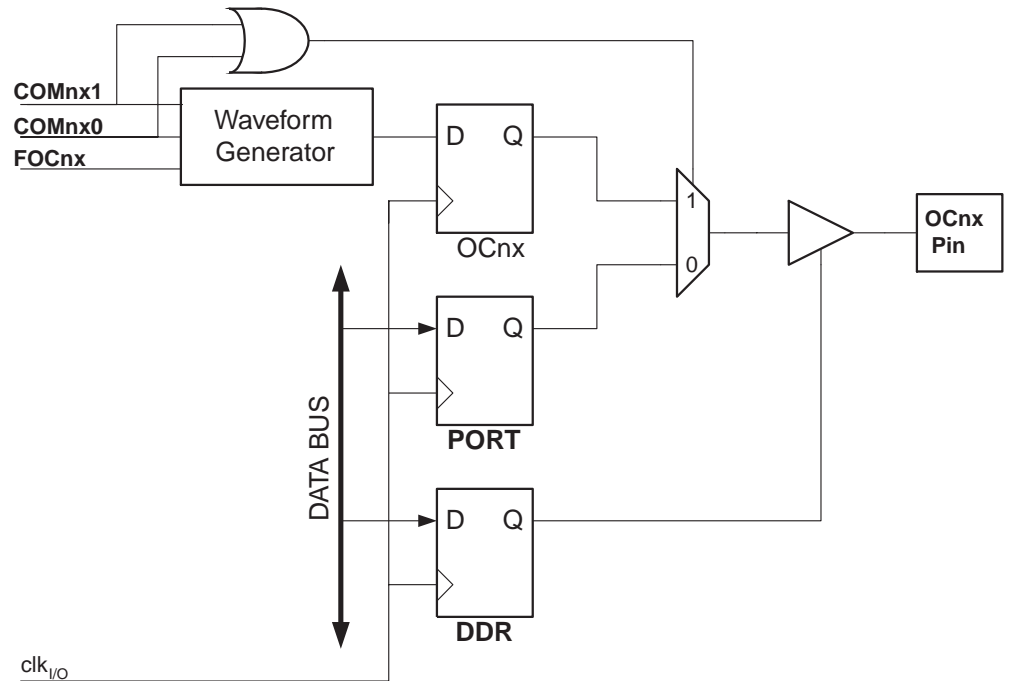 COMnx1
COMnx0
FOCnx
Waveform
Generator
D Q
OCnx
1
0
OCnx
Pin
D Q
PORT
DATA BUS
D Q
DDR
clkI/O